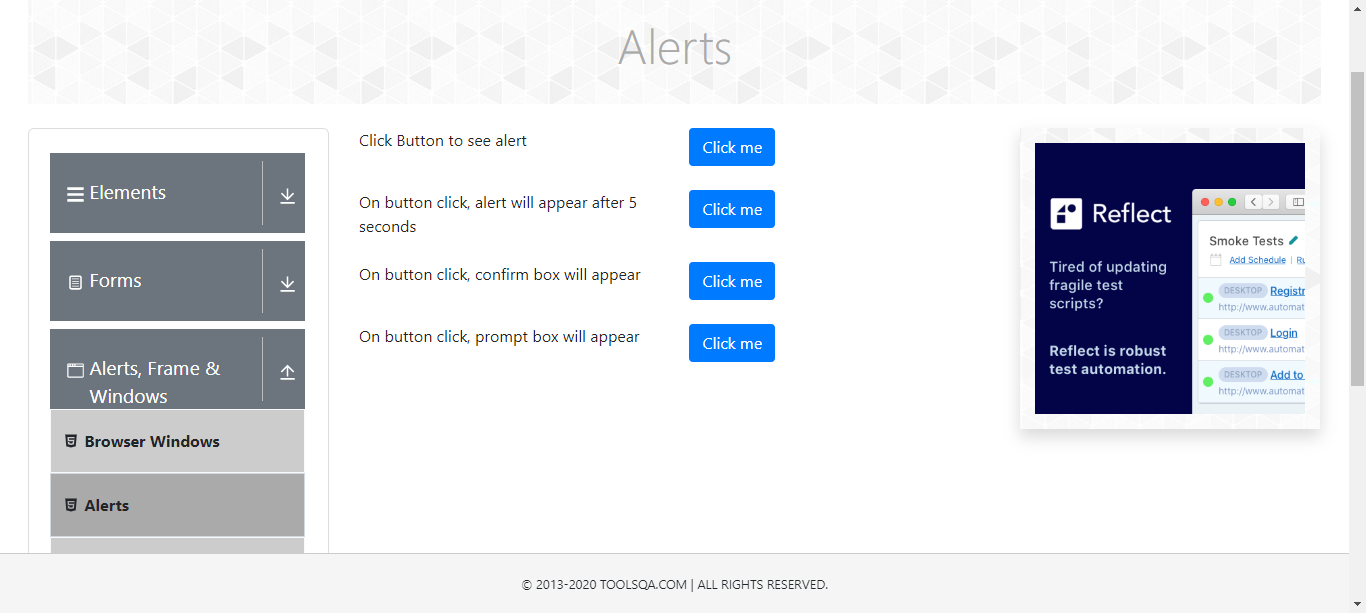 Alerts
Elements
Forms
Alerts, Frame &
Windows
Browser Windows
Alerts
Click Button to see alert
Click me
On button click, alert will appear after 5
seconds
Click me
On button click, confirm box will appear
Click me
On button click, prompt box will appear
Click me
Reflect
Tired of updating
fragile test
scripts?
Reflect is robust
test automation.
Smoke Tests
Add Schedule | Ru
DESKTOP Registr
http://www.automat
DESKTOP Login
http://www.automat
DESKTOP Add to
http://www.automat
© 2013-2020 TOOLSQA.COM | ALL RIGHTS RESERVED.